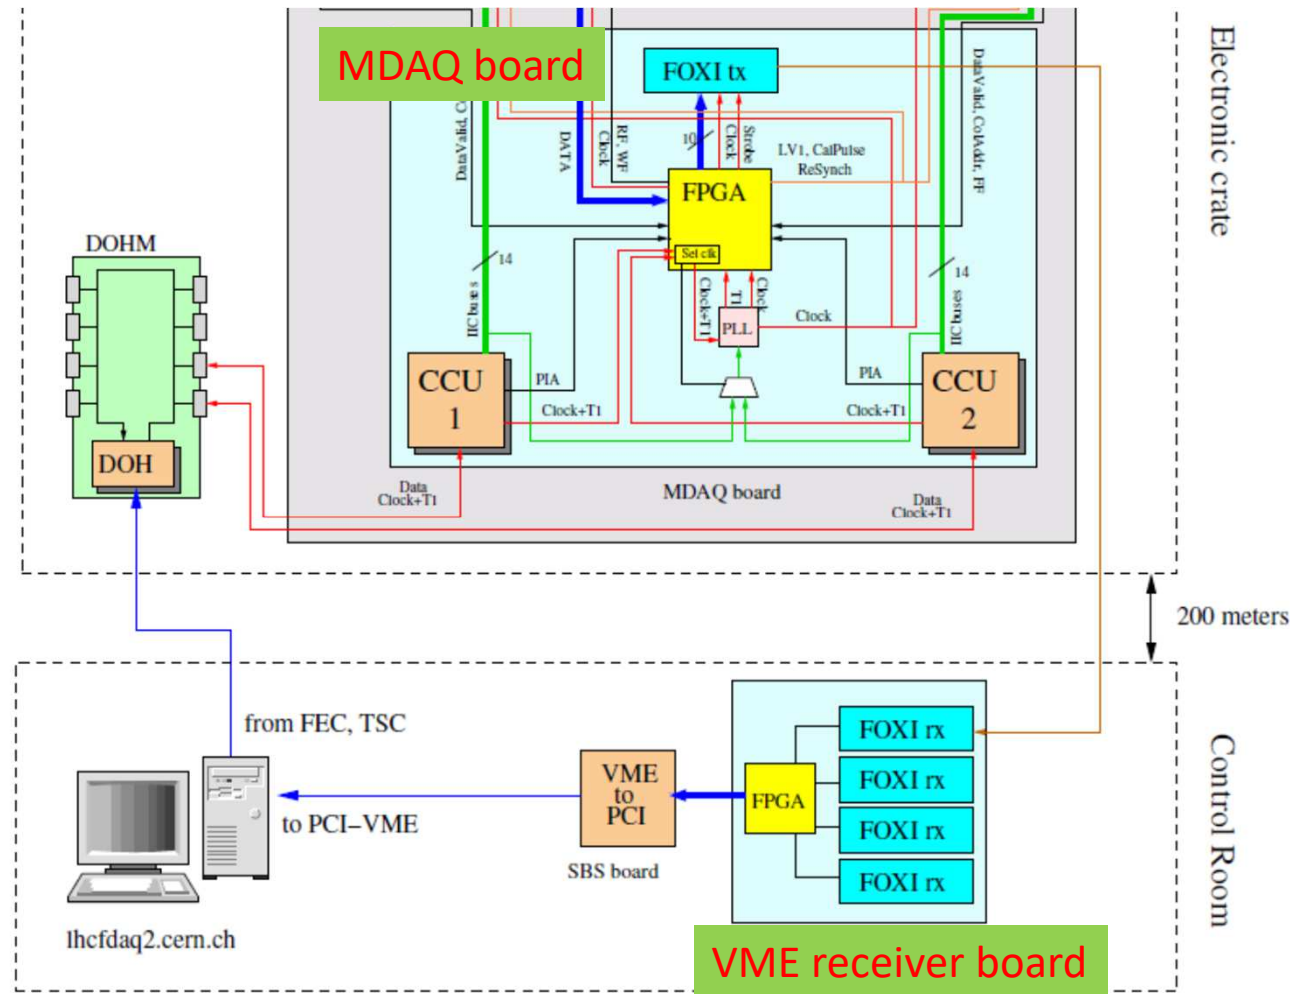 MDAQ board
FOXI tx
DataValid, C
DATA
RF, WF
Clock
10
Clock
Strobe
LV1, CalPulse
ReSynch
DataValid, ColAddr, FF
Electronic crate
FPGA
Sel clk
DOHM
14
14
IIC buses
Clock+T1
T1
Clock
PLL
Clock
IIC buses
CCU
1
PIA
Clock+T1
PIA
Clock+T1
CCU
2
DOH
Data
Clock+T1
MDAQ board
Data
Clock+T1
200 meters
from FEC, TSC
to PCI–VME
VME
to
PCI
SBS board
FPGA
FOXI rx
FOXI rx
FOXI rx
FOXI rx
Control Room
lhcfdaq2.cern.ch
VME receiver board